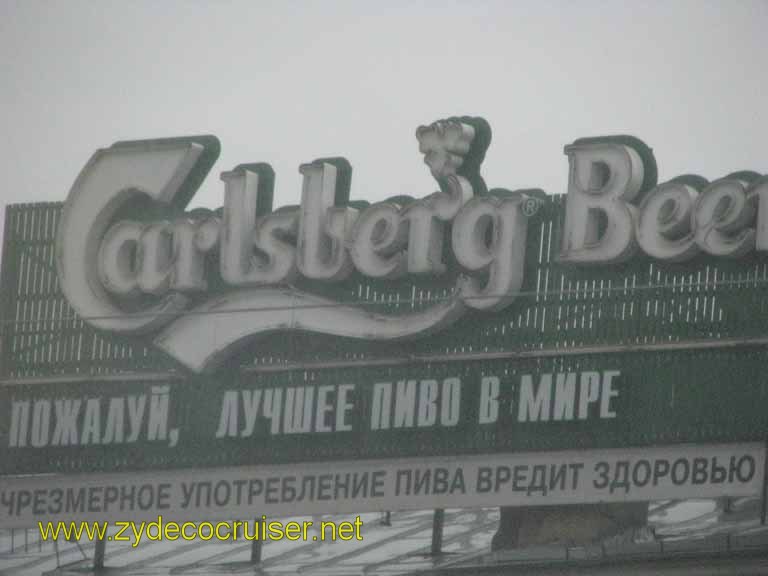 Carlsberg® Beer
ПОЖАЛУЙ, ЛУЧШЕЕ ПИВО В МИРЕ
ЧРЕЗМЕРНОЕ УПОТРЕБЛЕНИЕ ПИВА ВРЕДИТ ЗДОРОВЬЮ
www.zydecocruiser.net